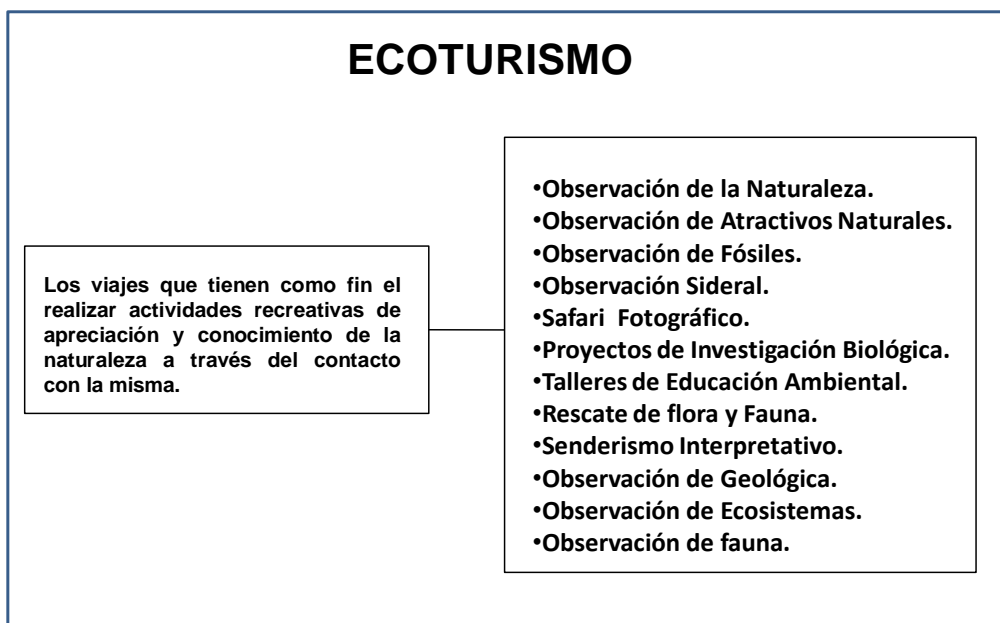 ECOTURISMO
Los viajes que tienen como fin el
realizar actividades recreativas de
apreciación y conocimiento de la
naturaleza a través del contacto
con la misma.
•Observación de la Naturaleza.
•Observación de Atractivos Naturales.
•Observación de Fósiles.
•Observación Sideral.
•Safari Fotográfico.
•Proyectos de Investigación Biológica.
•Talleres de Educación Ambiental.
•Rescate de flora y Fauna.
•Senderismo Interpretativo.
•Observación de Geológica.
•Observación de Ecosistemas.
•Observación de fauna.